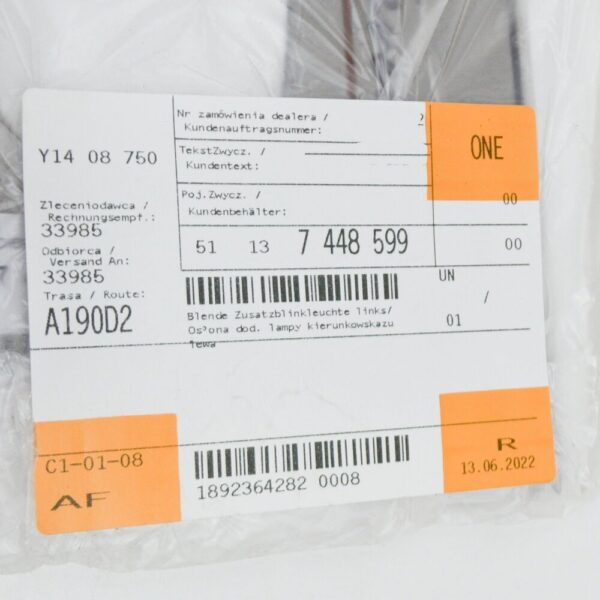 Nr zamówienia dealera /
Kundenauftragsnummer:
2
ONE
Y14 08 750
TekstZwycz. /
Kundentext:
Poj.Zwycz. /
Kundenbehälter:
00
Zleceniodawca /
Rechnungsempf.:
33985
51 13 7 448 599
00
Odbiorca /
Versand An:
33985
UN
/
01
Trasa / Route:
A190D2
Blende Zusatzblinkleuchte links/
Os³ona dod. lampy kierunkowskazu
lewa
C1-01-08
AF
1892364282 0008
R
13.06.2022